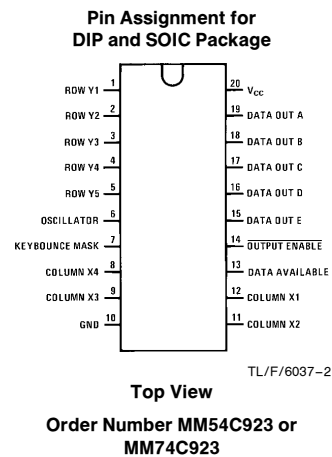 Pin Assignment for
DIP and SOIC Package
ROW Y1 1
ROW Y2 2
ROW Y3 3
ROW Y4 4
ROW Y5 5
OSCILLATOR 6
KEYBOUNCE MASK 7
COLUMN X4 8
COLUMN X3 9
GND 10
20 VCC
19 DATA OUT A
18 DATA OUT B
17 DATA OUT C
16 DATA OUT D
15 DATA OUT E
14 OUTPUT ENABLE
13 DATA AVAILABLE
12 COLUMN X1
11 COLUMN X2
TL/F/6037–2
Top View
Order Number MM54C923 or
MM74C923